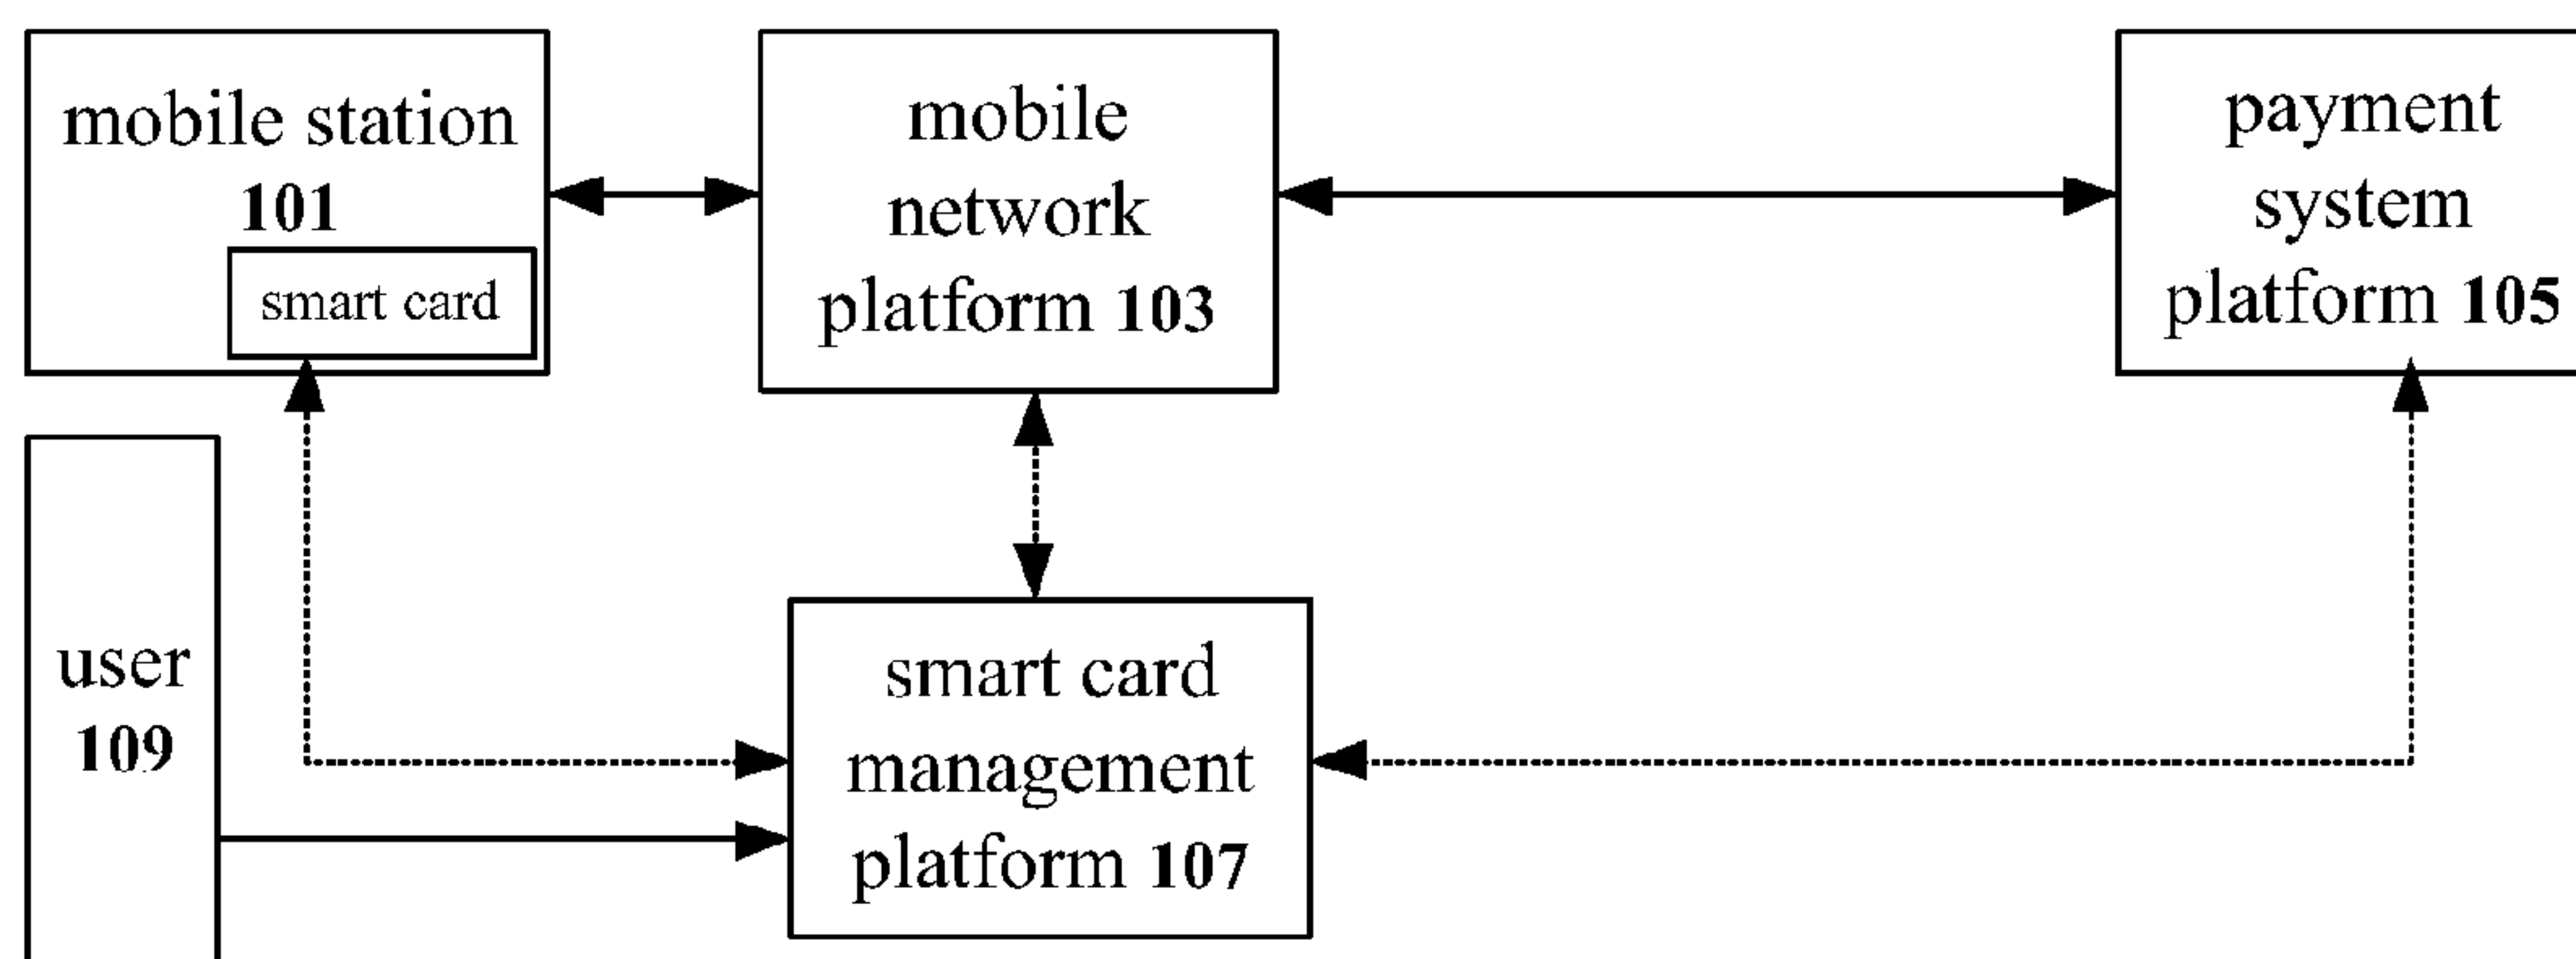 mobile station
101
smart card
mobile
network
platform 103
payment
system
platform 105
user
109
smart card
management
platform 107